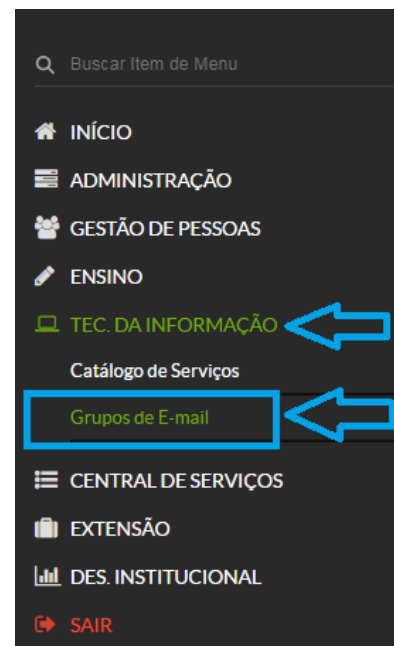 Buscar Item de Menu
INÍCIO
ADMINISTRAÇÃO
GESTÃO DE PESSOAS
ENSINO
TEC. DA INFORMAÇÃO
Catálogo de Serviços
Grupos de E-mail
CENTRAL DE SERVIÇOS
EXTENSÃO
DES. INSTITUCIONAL
SAIR